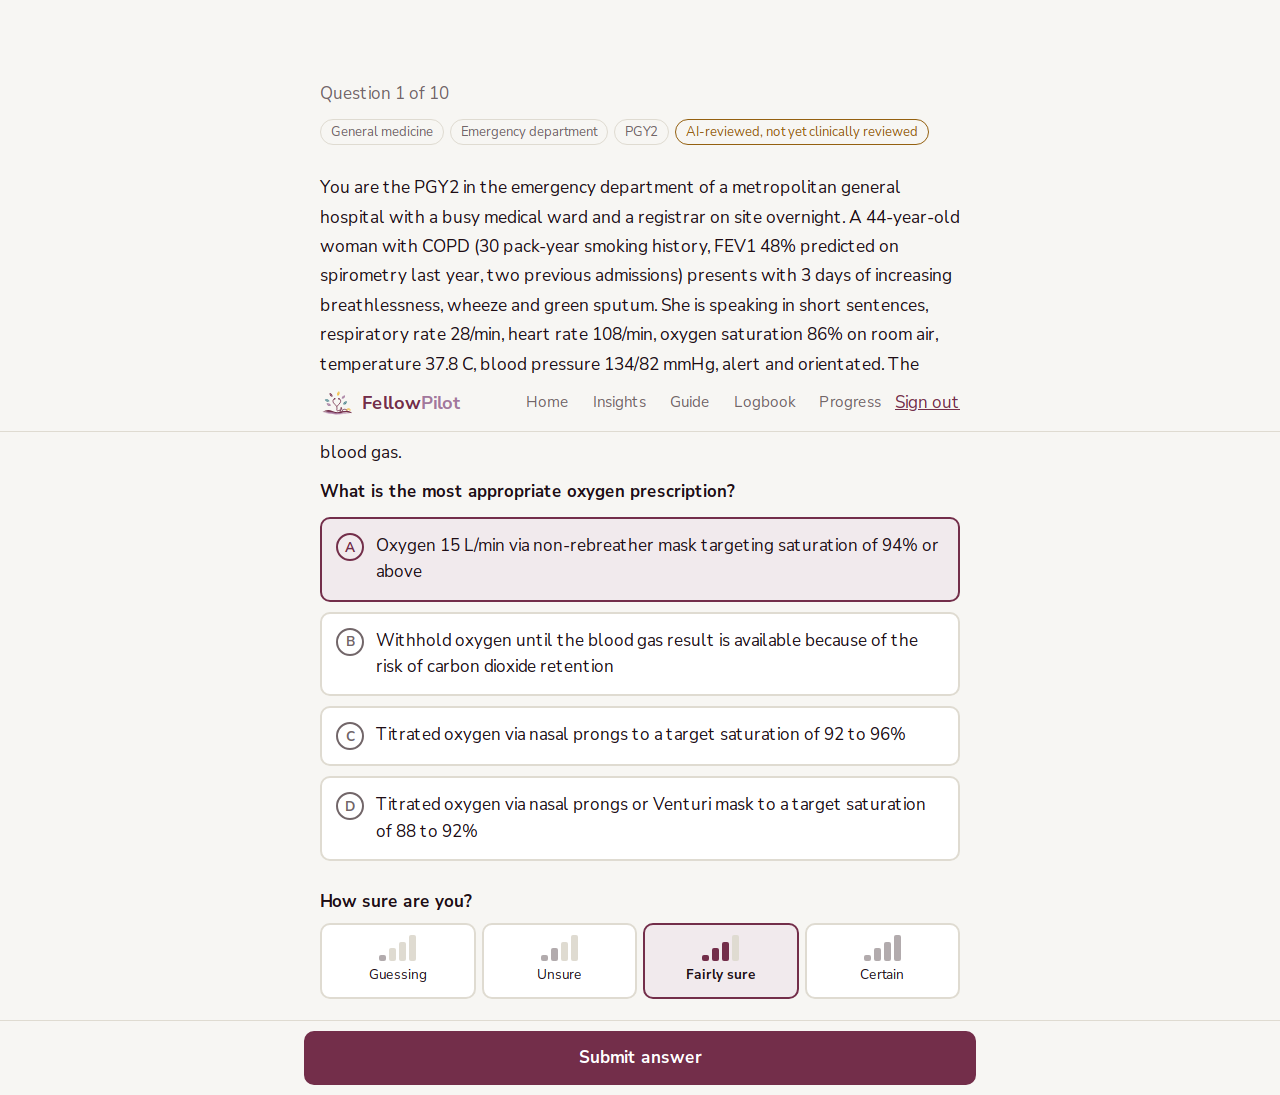 Question 1 of 10
General medicine
Emergency department
PGY2
AI-reviewed, not yet clinically reviewed
You are the PGY2 in the emergency department of a metropolitan general
hospital with a busy medical ward and a registrar on site overnight. A 44-year-old
woman with COPD (30 pack-year smoking history, FEV1 48% predicted on
spirometry last year, two previous admissions) presents with 3 days of increasing
breathlessness, wheeze and green sputum. She is speaking in short sentences,
respiratory rate 28/min, heart rate 108/min, oxygen saturation 86% on room air,
temperature 37.8 C, blood pressure 134/82 mmHg, alert and orientated. The
FellowPilot
Home
Insights
Guide
Logbook
Progress
Sign out
blood gas.
What is the most appropriate oxygen prescription?
A
Oxygen 15 L/min via non-rebreather mask targeting saturation of 94% or
above
B
Withhold oxygen until the blood gas result is available because of the
risk of carbon dioxide retention
C
Titrated oxygen via nasal prongs to a target saturation of 92 to 96%
D
Titrated oxygen via nasal prongs or Venturi mask to a target saturation
of 88 to 92%
How sure are you?
Guessing
Unsure
Fairly sure
Certain
Submit answer